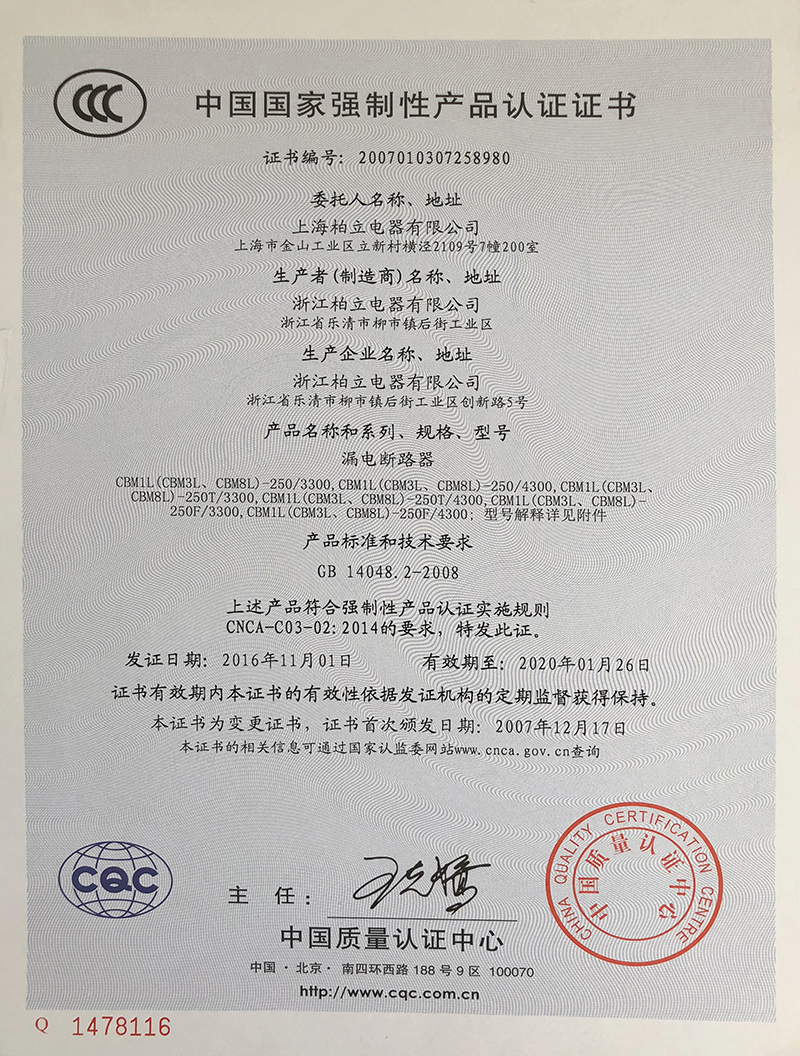 CCC
中国国家强制性产品认证证书
证书编号：2007010307258980
委托人名称、地址
上海柏立电器有限公司
上海市金山工业区立新村横泾2109号7幢200室
生产者(制造商)名称、地址
浙江柏立电器有限公司
浙江省乐清市柳市镇后街工业区
生产企业名称、地址
浙江柏立电器有限公司
浙江省乐清市柳市镇后街工业区创新路5号
产品名称和系列、规格、型号
漏电断路器
CBM1L(CBM3L、CBM8L)-250/3300,CBM1L(CBM3L、CBM8L)-250/4300,CBM1L(CBM3L、
CBM8L)-250T/3300,CBM1L(CBM3L、CBM8L)-250T/4300,CBM1L(CBM3L、CBM8L)-
250F/3300,CBM1L(CBM3L、CBM8L)-250F/4300; 型号解释详见附件
产品标准和技术要求
GB 14048.2-2008
上述产品符合强制性产品认证实施规则
CNCA-C03-02:2014的要求，特发此证。
发证日期：2016年11月01日 有效期至：2020年01月26日
证书有效期内本证书的有效性依据发证机构的定期监督获得保持。
本证书为变更证书，证书首次颁发日期：2007年12月17日
本证书的相关信息可通过国家认监委网站www.cnca.gov.cn查询
CQC
主 任：
CHINA QUALITY CERTIFICATION CENTRE
中国质量认证中心
中国质量认证中心
中国·北京·南四环西路188号9区 100070
http://www.cqc.com.cn
Q 1478116